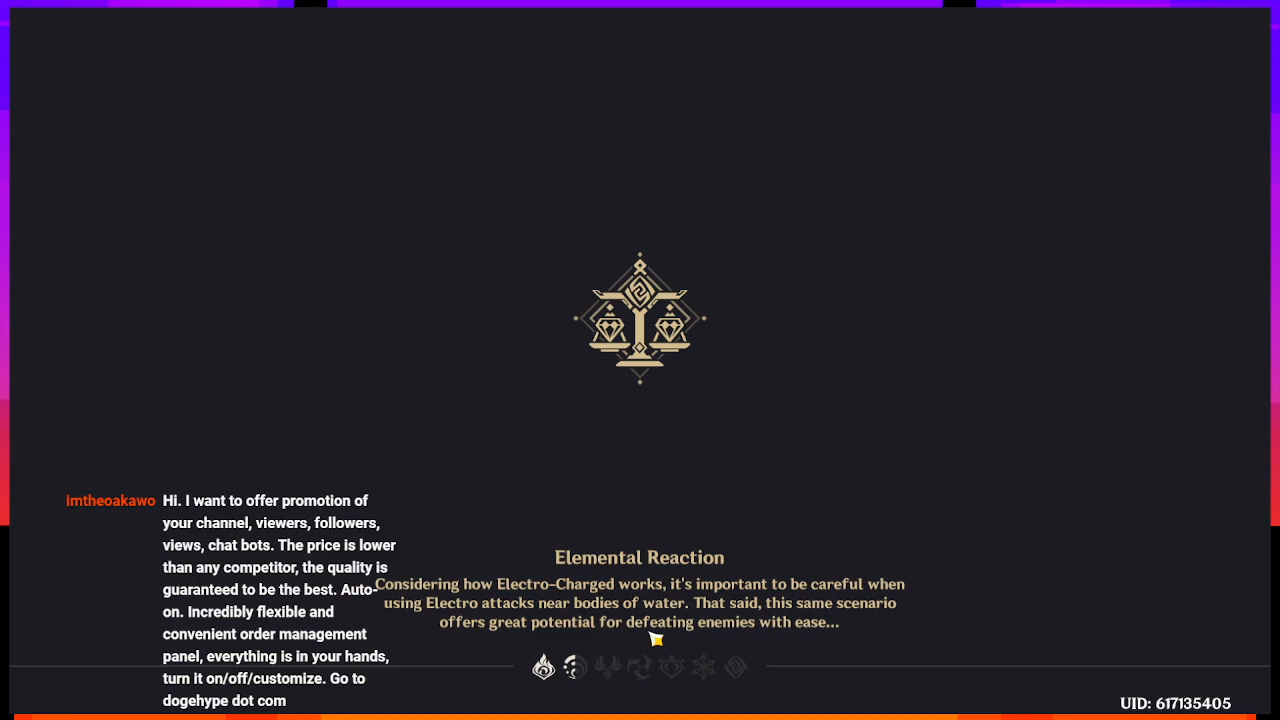 imtheoakawo Hi. I want to offer promotion of
your channel, viewers, followers,
views, chat bots. The price is lower
than any competitor, the quality is
guaranteed to be the best. Auto-
on. Incredibly flexible and
convenient order management
panel, everything is in your hands,
turn it on/off/customize. Go to
dogehype dot com
Elemental Reaction
Considering how Electro-Charged works, it's important to be careful when
using Electro attacks near bodies of water. That said, this same scenario
offers great potential for defeating enemies with ease...
UID: 617135405